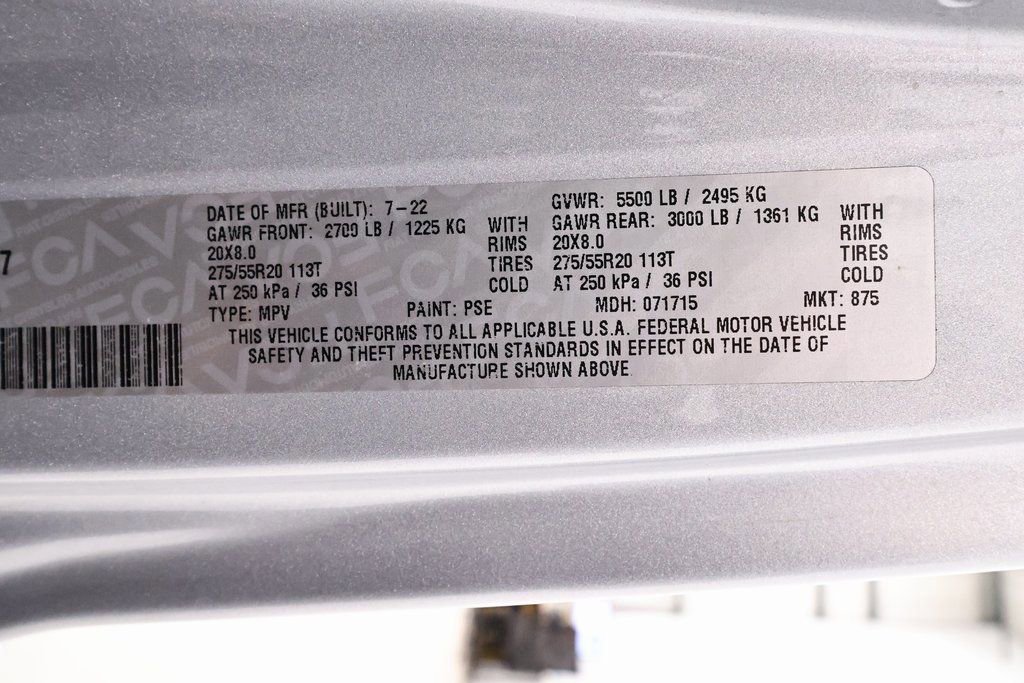 7
DATE OF MFR (BUILT): 7-22
GAWR FRONT: 2700 LB / 1225 KG WITH
20X8.0 RIMS
275/55R20 113T TIRES
AT 250 kPa / 36 PSI COLD
GVWR: 5500 LB / 2495 KG
GAWR REAR: 3000 LB / 1361 KG WITH
20X8.0 RIMS
275/55R20 113T TIRES
AT 250 kPa / 36 PSI COLD
TYPE: MPV PAINT: PSE MDH: 071715 MKT: 875
THIS VEHICLE CONFORMS TO ALL APPLICABLE U.S.A. FEDERAL MOTOR VEHICLE
SAFETY AND THEFT PREVENTION STANDARDS IN EFFECT ON THE DATE OF
MANUFACTURE SHOWN ABOVE